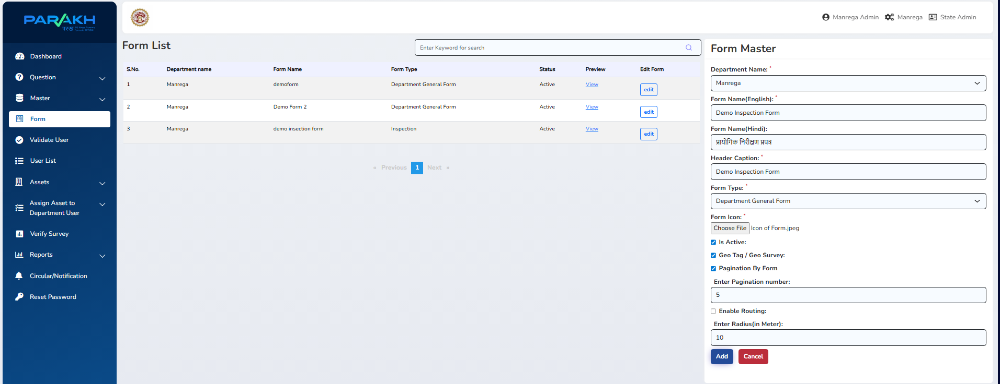 PARAKH
परख
Manrega Admin Manrega State Admin
Dashboard
Question
Master
Form
Validate User
User List
Assets
Assign Asset to
Department User
Verify Survey
Reports
Circular/Notification
Reset Password
Form List
Enter Keyword for search
S.No. Department name Form Name Form Type Status Preview Edit Form
1 Manrega demoform Department General Form Active View edit
2 Manrega Demo Form 2 Department General Form Active View edit
3 Manrega demo insection form Inspection Active View edit
« Previous 1 Next »
Form Master
Department Name: *
Manrega
Form Name(English): *
Demo Inspection Form
Form Name(Hindi):
प्रायोगिक निरीक्षण प्रपत्र
Header Caption: *
Demo Inspection Form
Form Type: *
Department General Form
Form Icon: *
Choose File Icon of Form.jpeg
Is Active:
Geo Tag / Geo Survey:
Pagination By Form
Enter Pagination number:
5
Enable Routing:
Enter Radius(in Meter):
10
Add Cancel